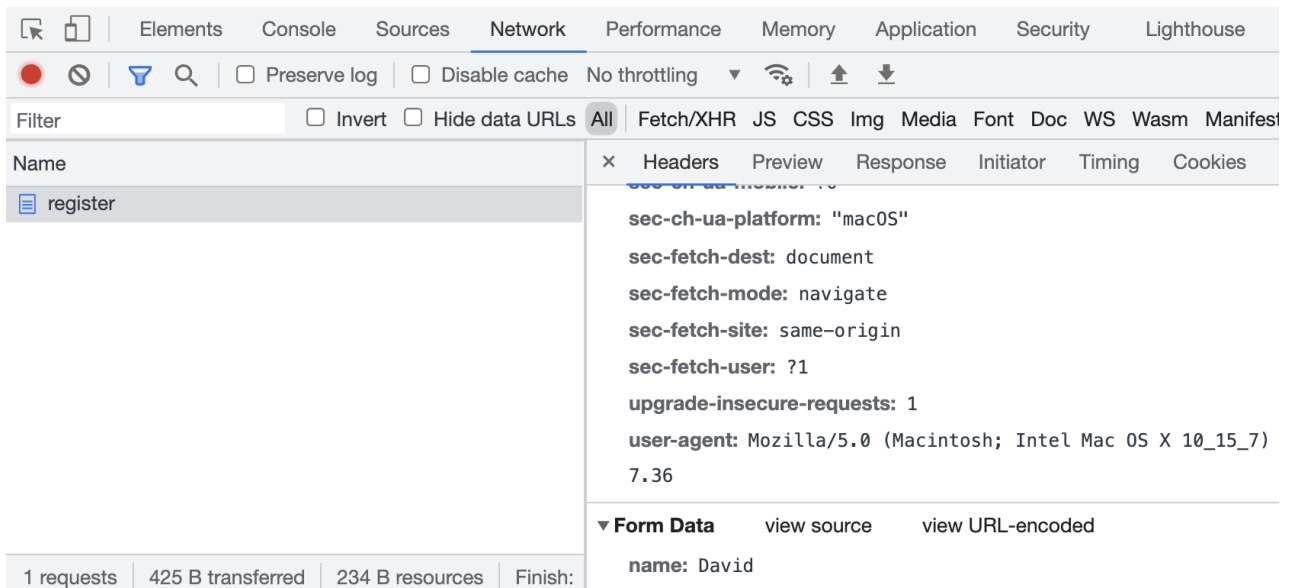 Elements Console Sources Network Performance Memory Application Security Lighthouse
Preserve log Disable cache No throttling
Filter Invert Hide data URLs All Fetch/XHR JS CSS Img Media Font Doc WS Wasm Manifest
Name
Headers Preview Response Initiator Timing Cookies
register
sec-ch-ua-platform: "macOS"
sec-fetch-dest: document
sec-fetch-mode: navigate
sec-fetch-site: same-origin
sec-fetch-user: ?1
upgrade-insecure-requests: 1
user-agent: Mozilla/5.0 (Macintosh; Intel Mac OS X 10_15_7)
7.36
Form Data view source view URL-encoded
name: David
1 requests 425 B transferred 234 B resources Finish: